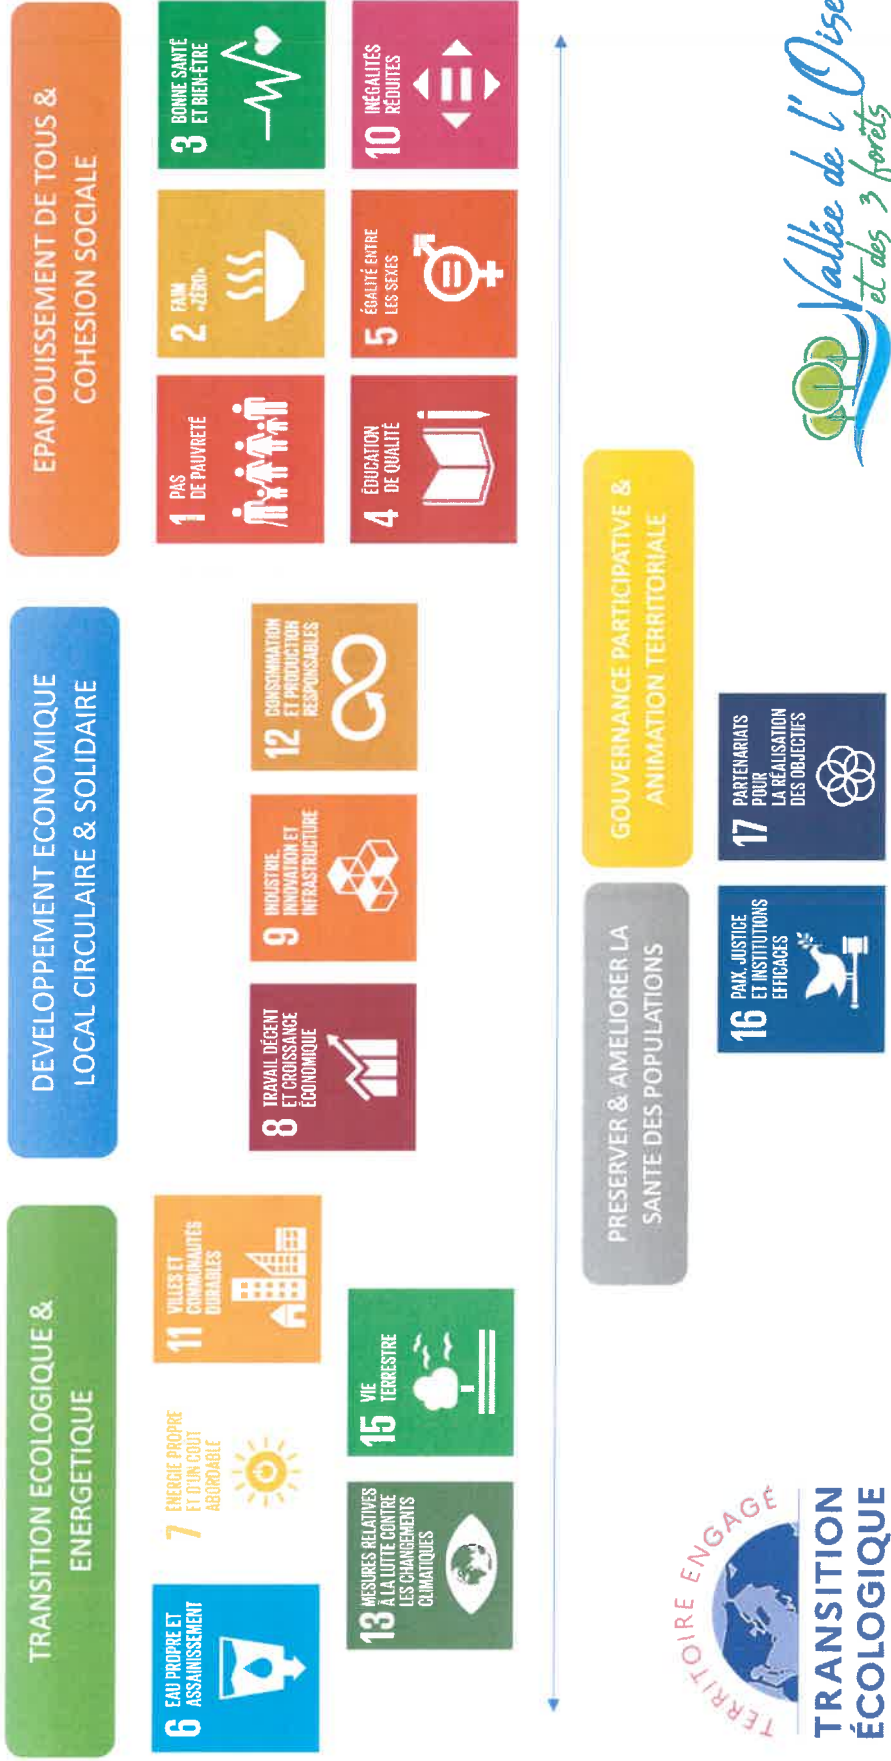 TRANSITION ECOLOGIQUE &
ENERGETIQUE
6 EAU PROPRE ET
ASSAINISSEMENT
7 ENERGIE PROPRE
ET D'UN COUT
ABORDABLE
11 VILLES ET
COMMUNAUTÉS
DURABLES
13 MESURES RELATIVES
À LA LUTTE CONTRE
LES CHANGEMENTS
CLIMATIQUES
15 VIE
TERRESTRE
DEVELOPPEMENT ECONOMIQUE
LOCAL CIRCULAIRE & SOLIDAIRE
8 TRAVAIL DÉCENT
ET CROISSANCE
ÉCONOMIQUE
9 INDUSTRIE,
INNOVATION ET
INFRASTRUCTURE
12 CONSOMMATION
ET PRODUCTION
RESPONSABLES
EPANOUISSEMENT DE TOUS &
COHESION SOCIALE
1 PAS
DE PAUVRETÉ
2 FAIM
«ZÉRO»
3 BONNE SANTÉ
ET BIEN-ÊTRE
4 ÉDUCATION
DE QUALITÉ
5 ÉGALITÉ ENTRE
LES SEXES
10 INÉGALITÉS
RÉDUITES
PRESERVER & AMELIORER LA
SANTE DES POPULATIONS
GOUVERNANCE PARTICIPATIVE &
ANIMATION TERRITORIALE
16 PAIX, JUSTICE
ET INSTITUTIONS
EFFICACES
17 PARTENARIATS
POUR
LA RÉALISATION
DES OBJECTIFS
TERRITOIRE ENGAGÉ
TRANSITION
ÉCOLOGIQUE
Vallée de l'Oise
et des 3 forêts